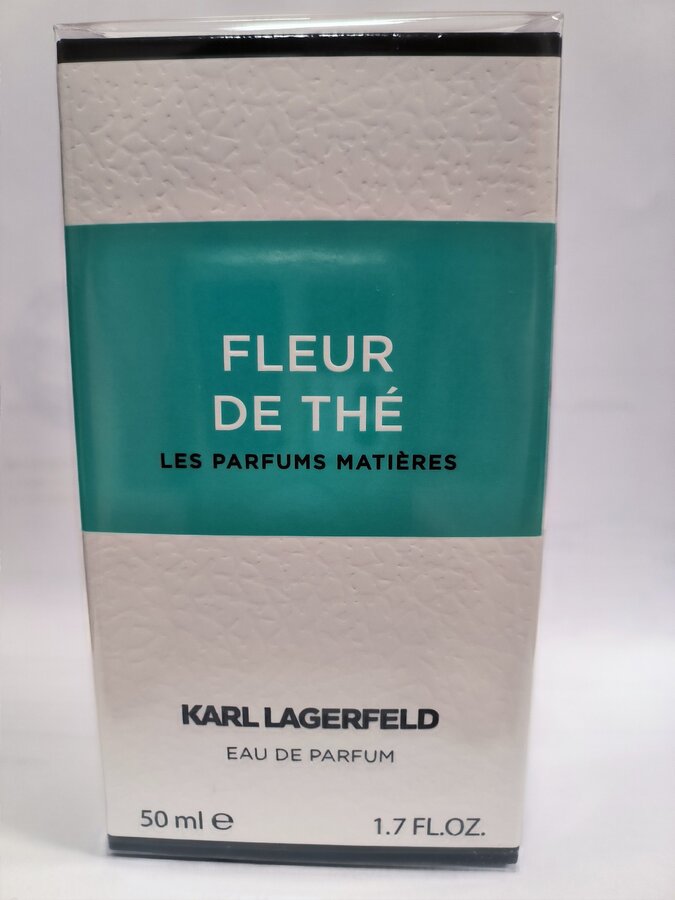 FLEUR
DE THÉ
LES PARFUMS MATIÈRES
KARL LAGERFELD
EAU DE PARFUM
50 ml ℮
1.7 FL.OZ.